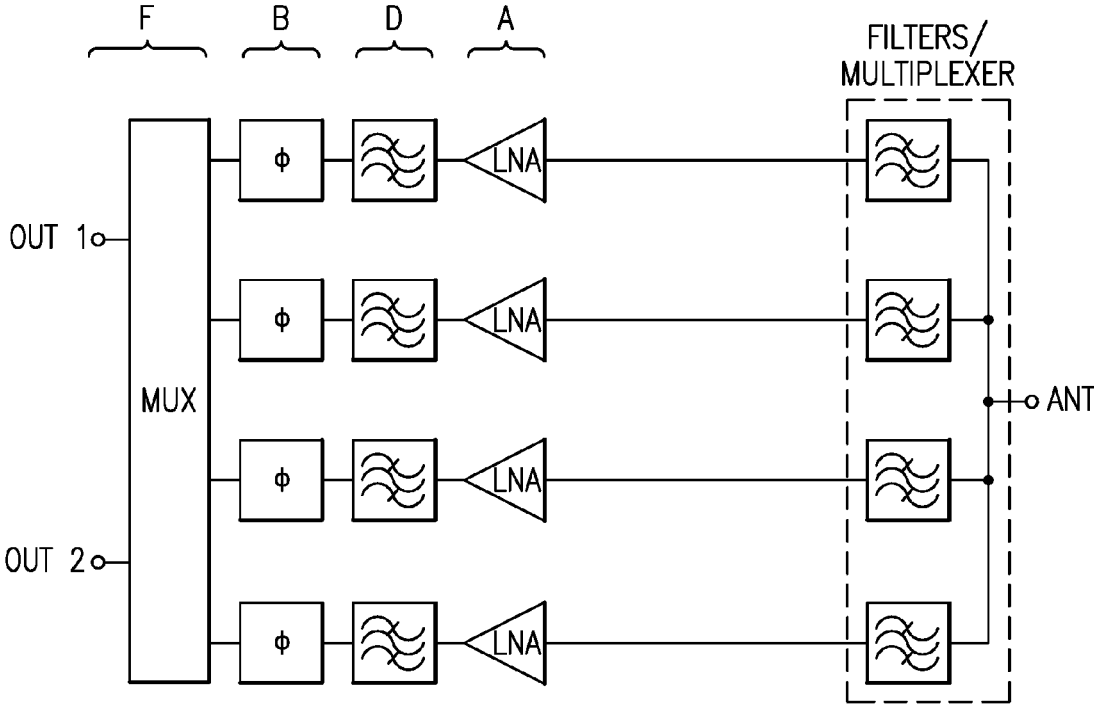 F B D A
FILTERS/
MULTIPLEXER
ϕ LNA
OUT 1
ϕ LNA
MUX
ANT
ϕ LNA
OUT 2
ϕ LNA